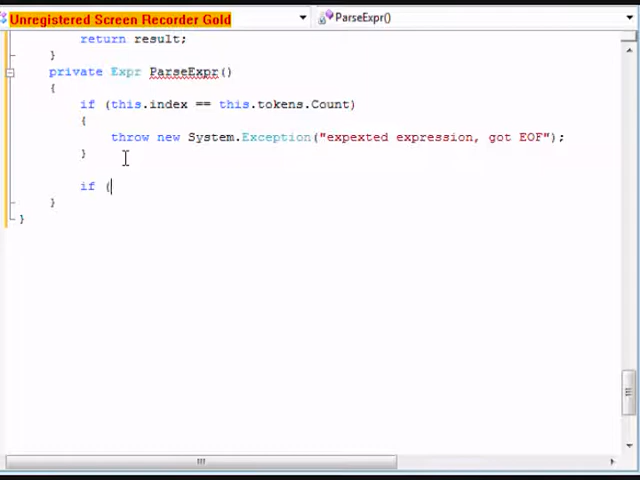 Unregistered Screen Recorder Gold
ParseExpr()
return result;
}
private Expr ParseExpr()
{
if (this.index == this.tokens.Count)
{
throw new System.Exception("expexted expression, got EOF");
}
if (
}
}